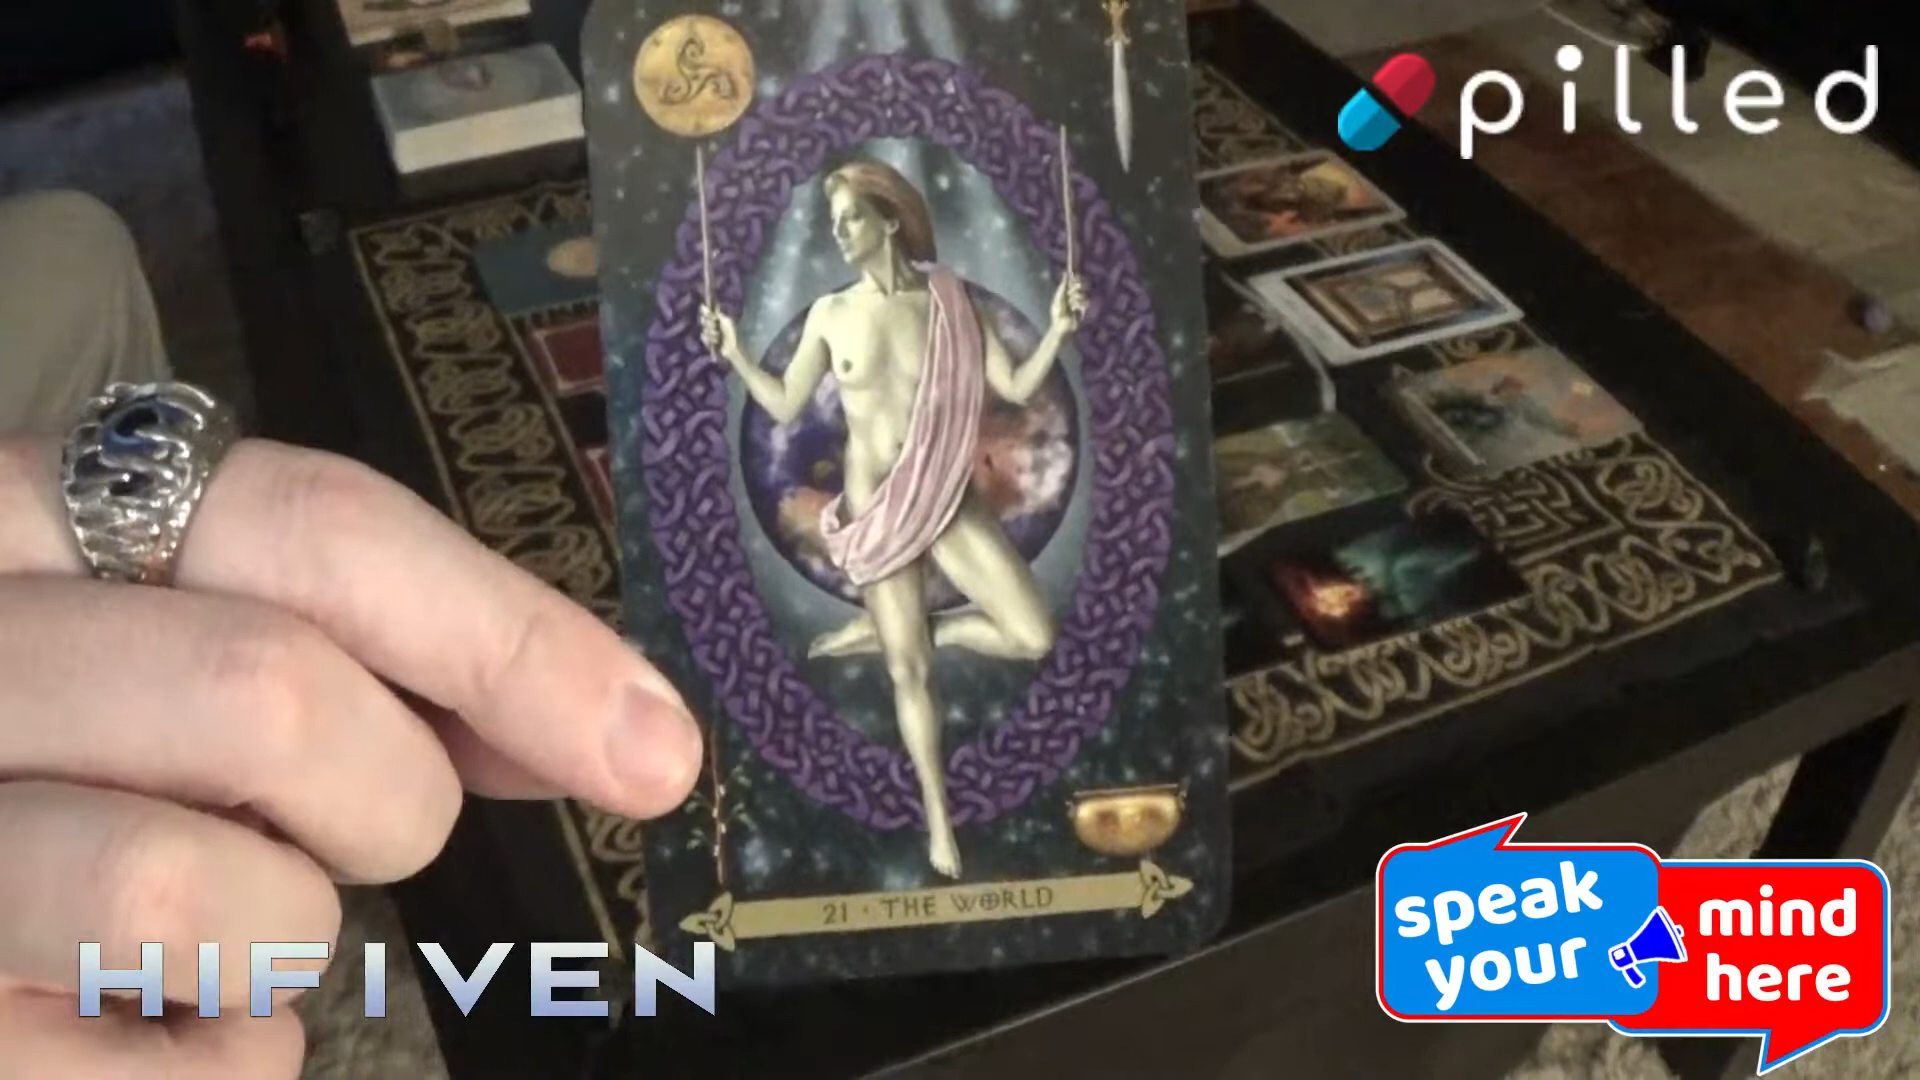 pilled
21 • THE WORLD
HIFIVEN
speak
your
mind
here